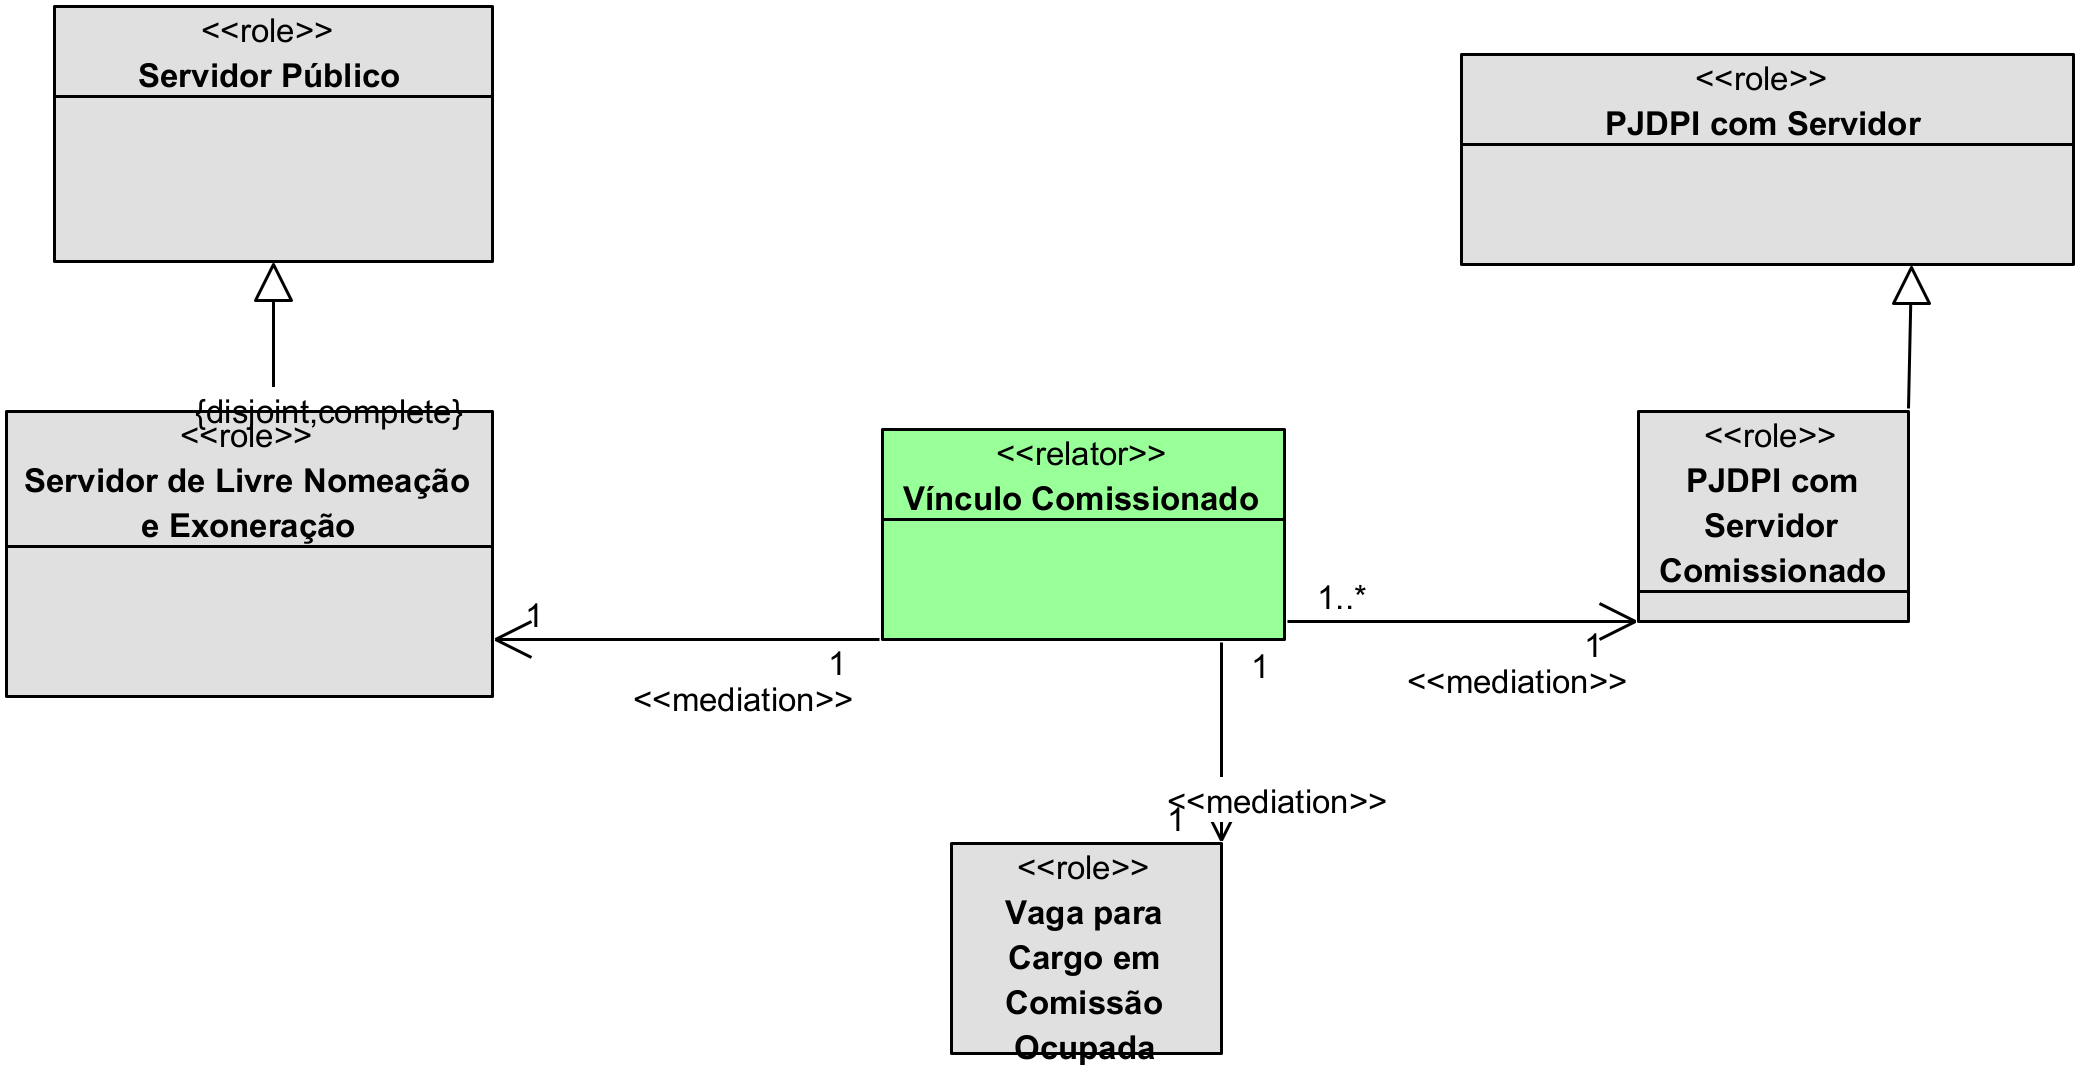 <<role>>
Servidor Público
<<role>>
PJDPI com Servidor
{disjoint,complete}
<<role>>
Servidor de Livre Nomeação
e Exoneração
<<relator>>
Vínculo Comissionado
<<role>>
PJDPI com
Servidor
Comissionado
1
1
<<mediation>>
1..*
1
<<mediation>>
1
<<mediation>>
1
<<role>>
Vaga para
Cargo em
Comissão
Ocupada